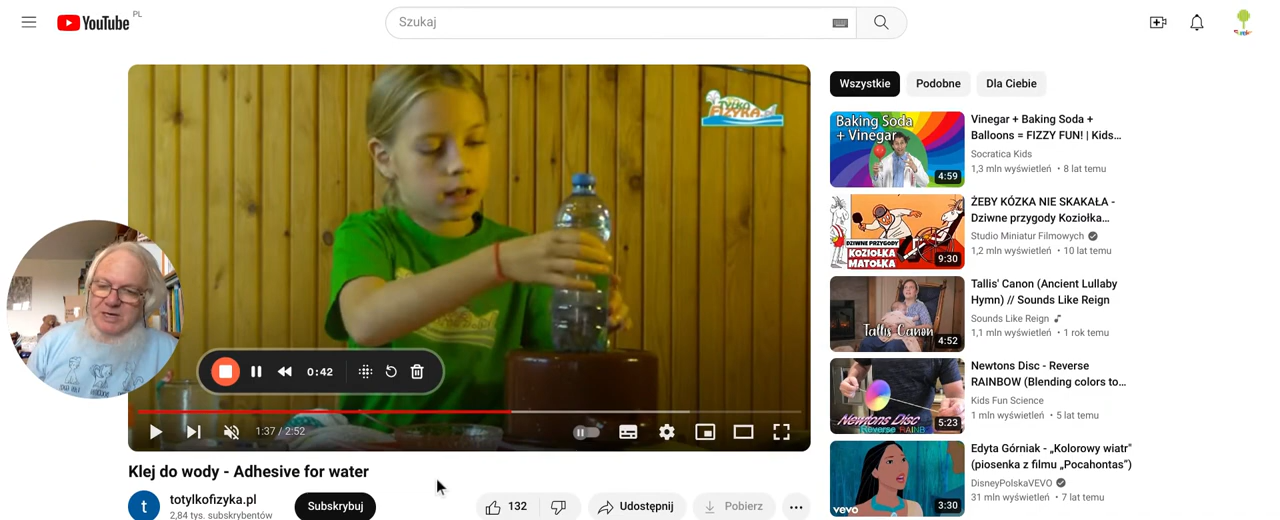 YouTube PL
Szukaj
TYLKO
FIZYKA.pl
0:42
1:37 / 2:52
Klej do wody - Adhesive for water
t
totylkofizyka.pl
2,84 tys. subskrybentów
Subskrybuj
132
Udostępnij
Pobierz
Wszystkie
Podobne
Dla Ciebie
Baking Soda
+ Vinegar
4:59
Vinegar + Baking Soda +
Balloons = FIZZY FUN! | Kids…
Socratica Kids
1,3 mln wyświetleń • 8 lat temu
DZIWNE PRZYGODY
KOZIOŁKA
MATOŁKA
9:30
ŻEBY KÓZKA NIE SKAKAŁA -
Dziwne przygody Koziołka…
Studio Miniatur Filmowych
1,2 mln wyświetleń • 10 lat temu
Tallis Canon
4:52
Tallis' Canon (Ancient Lullaby
Hymn) // Sounds Like Reign
Sounds Like Reign
1,1 mln wyświetleń • 1 rok temu
Newtons Disc
Reverse RAINB
5:23
Newtons Disc - Reverse
RAINBOW (Blending colors to…
Kids Fun Science
1 mln wyświetleń • 5 lat temu
vevo
3:30
Edyta Górniak - „Kolorowy wiatr"
(piosenka z filmu „Pocahontas")
DisneyPolskaVEVO
31 mln wyświetleń • 7 lat temu